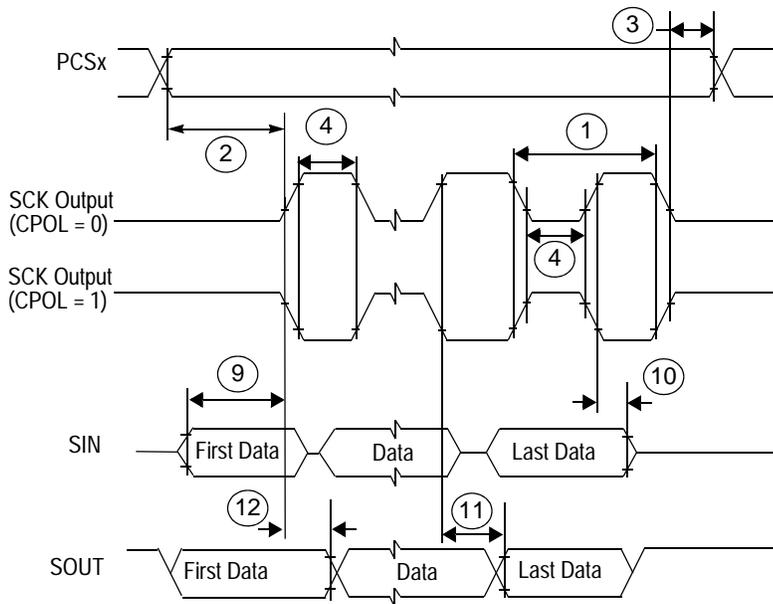 3
PCSx
2
4
1
SCK Output
(CPOL = 0)
4
SCK Output
(CPOL = 1)
9
10
SIN
First Data
Data
Last Data
12
11
SOUT
First Data
Data
Last Data